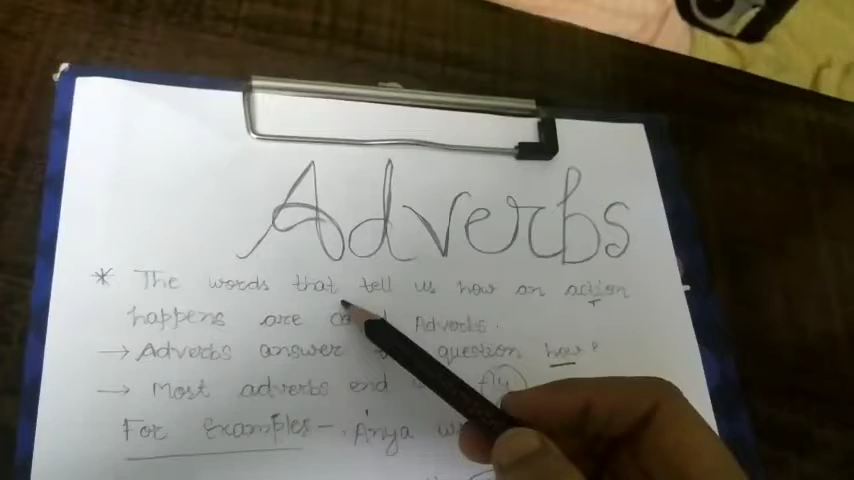 Adverbs
* The words that tell us how an action
happens are Adverbs.
→ Adverbs answer question how?
→ Most adverbs end
For Examples - . Anya